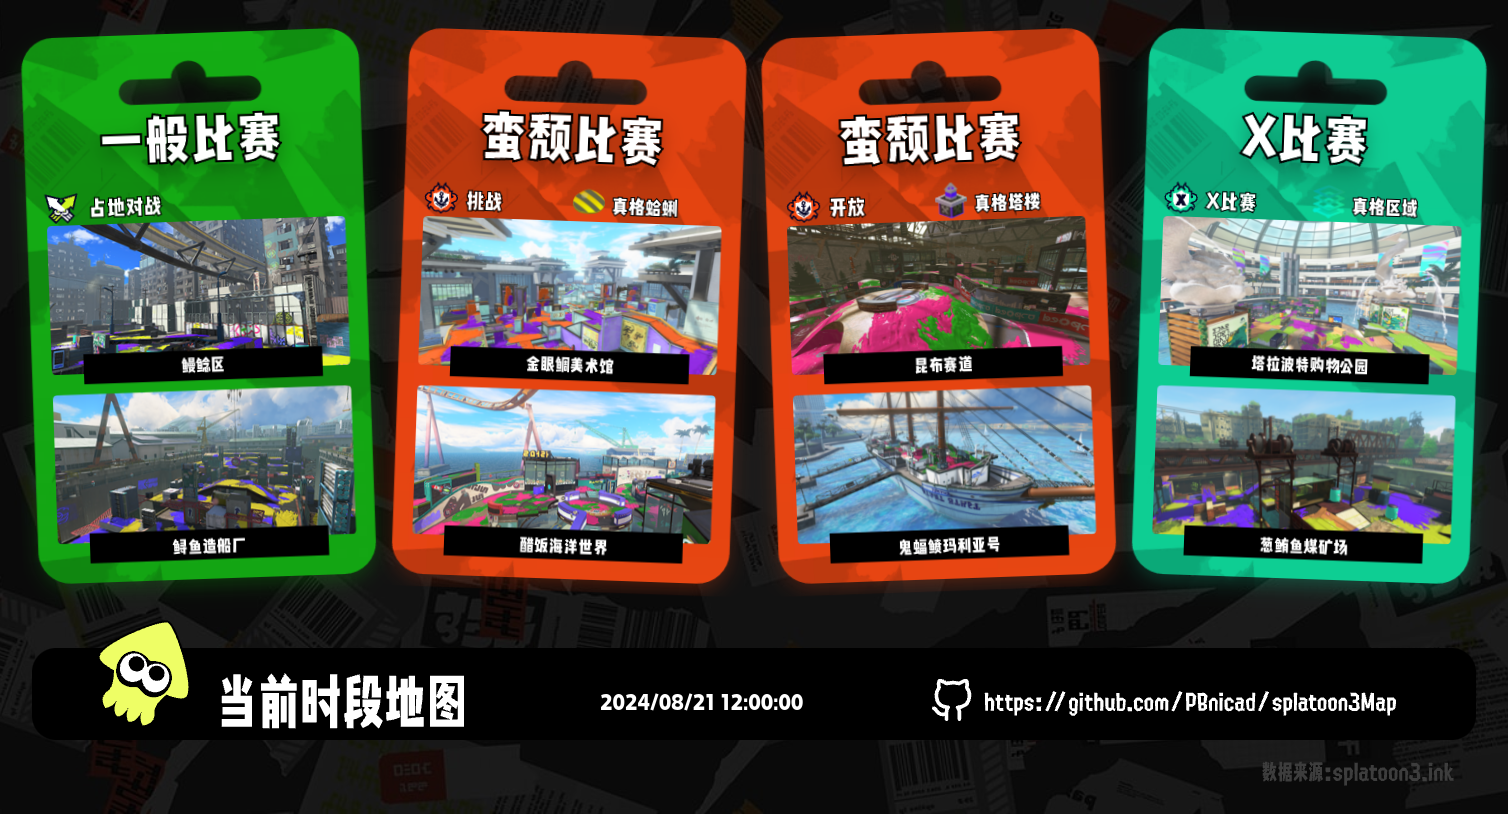 一般比赛
占地对战
鳗鲶区
鲟鱼造船厂
蛮颓比赛
挑战
真格蛤蜊
金眼鲷美术馆
醋饭海洋世界
蛮颓比赛
开放
真格塔楼
昆布赛道
鬼蝠鲼玛利亚号
X比赛
X比赛
真格区域
塔拉波特购物公园
葱鲔鱼煤矿场
当前时段地图
2024/08/21 12:00:00
https://github.com/PBnicad/splatoon3Map
数据来源:splatoon3.ink